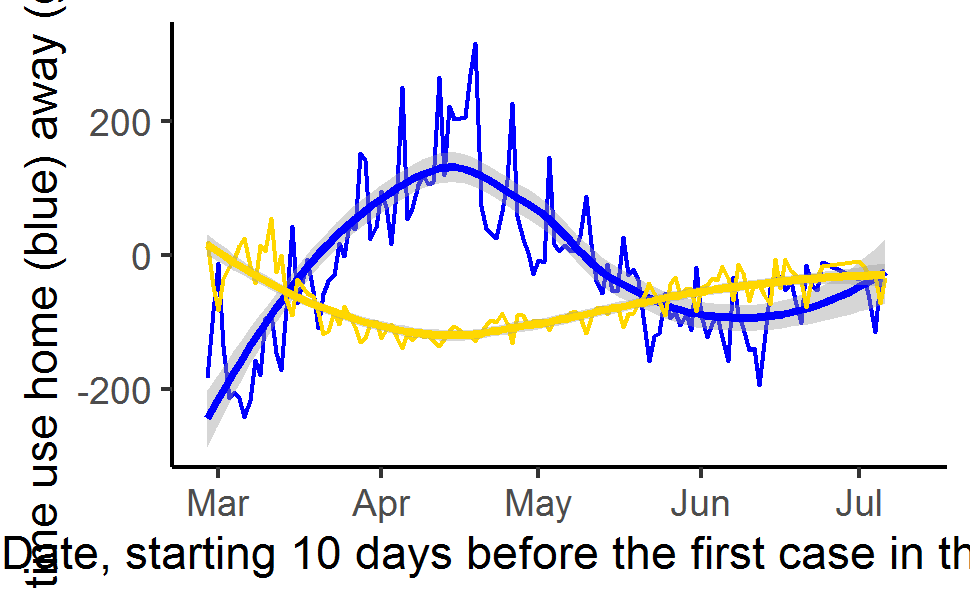 time use home (blue) away (
200
0
-200
Mar Apr May Jun Jul
Date, starting 10 days before the first case in th